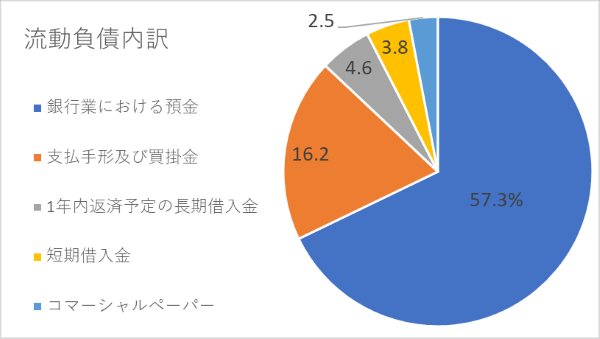 流動負債内訳
銀行業における預金
支払手形及び買掛金
1年内返済予定の長期借入金
短期借入金
コマーシャルペーパー
2.5
3.8
4.6
16.2
57.3%